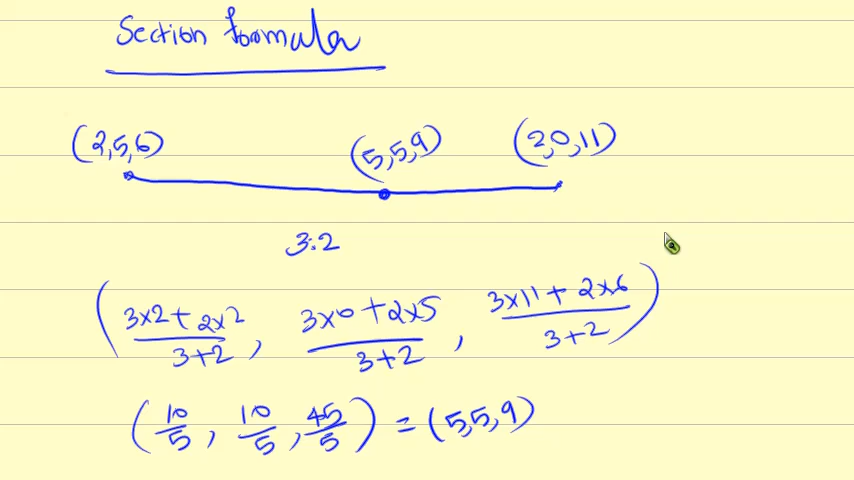 Section formula
(2,5,6) (5,5,9) (2,0,11)
3:2
(3×2+2×2/3+2, 3×0+2×5/3+2, 3×11+2×6/3+2)
(10/5, 10/5, 45/5) = (5,5,9)